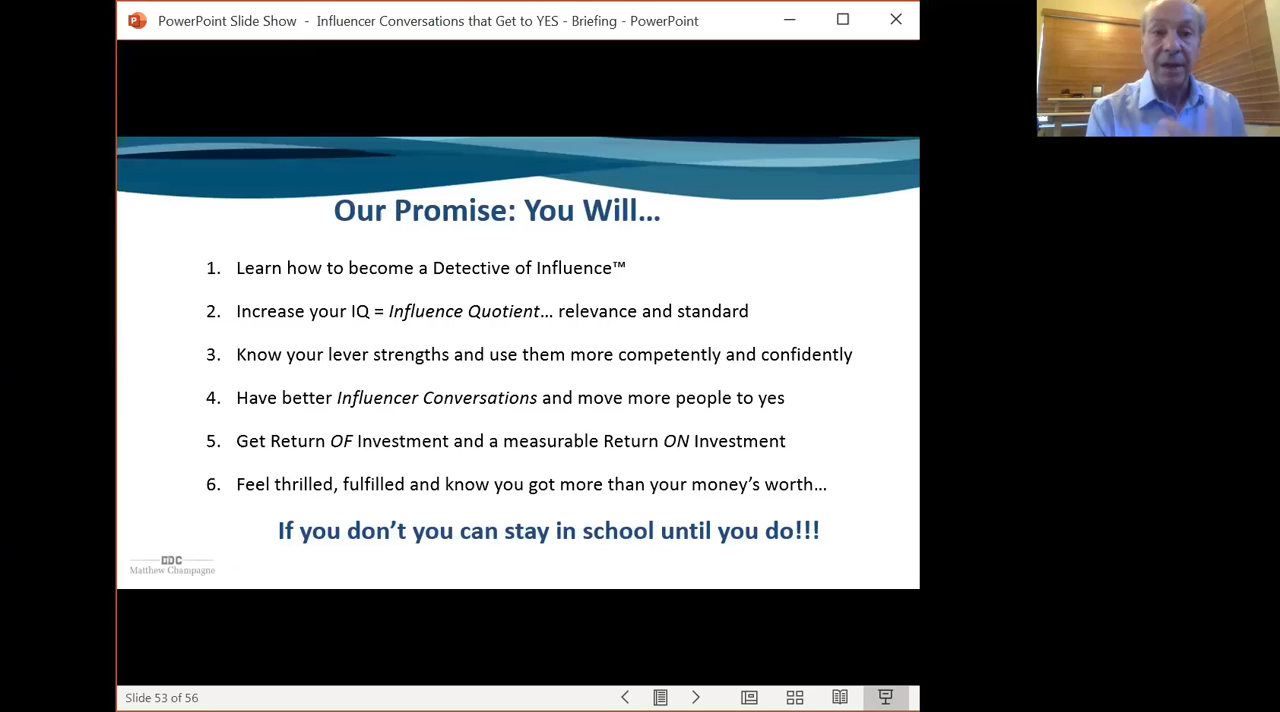 PowerPoint Slide Show - Influencer Conversations that Get to YES - Briefing - PowerPoint
Our Promise: You Will…
1. Learn how to become a Detective of Influence™
2. Increase your IQ = Influence Quotient… relevance and standard
3. Know your lever strengths and use them more competently and confidently
4. Have better Influencer Conversations and move more people to yes
5. Get Return OF Investment and a measurable Return ON Investment
6. Feel thrilled, fulfilled and know you got more than your money’s worth…
If you don’t you can stay in school until you do!!!
Matthew Champagne
Slide 53 of 56